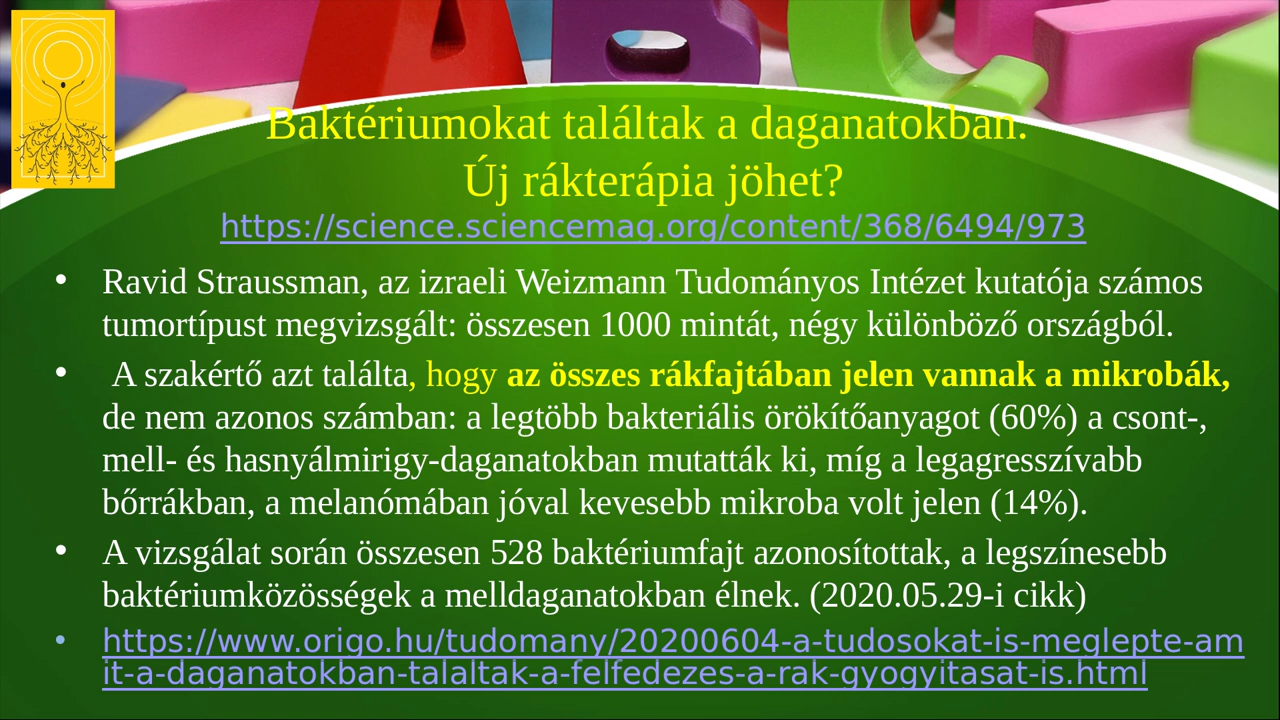 Baktériumokat találtak a daganatokban.
Új rákterápia jöhet?
https://science.sciencemag.org/content/368/6494/973
• Ravid Straussman, az izraeli Weizmann Tudományos Intézet kutatója számos
tumortípust megvizsgált: összesen 1000 mintát, négy különböző országból.
• A szakértő azt találta, hogy az összes rákfajtában jelen vannak a mikrobák,
de nem azonos számban: a legtöbb bakteriális örökítőanyagot (60%) a csont-,
mell- és hasnyálmirigy-daganatokban mutatták ki, míg a legagresszívabb
bőrrákban, a melanómában jóval kevesebb mikroba volt jelen (14%).
• A vizsgálat során összesen 528 baktériumfajt azonosítottak, a legszínesebb
baktériumközösségek a melldaganatokban élnek. (2020.05.29-i cikk)
• https://www.origo.hu/tudomany/20200604-a-tudosokat-is-meglepte-am
it-a-daganatokban-talaltak-a-felfedezes-a-rak-gyogyitasat-is.html